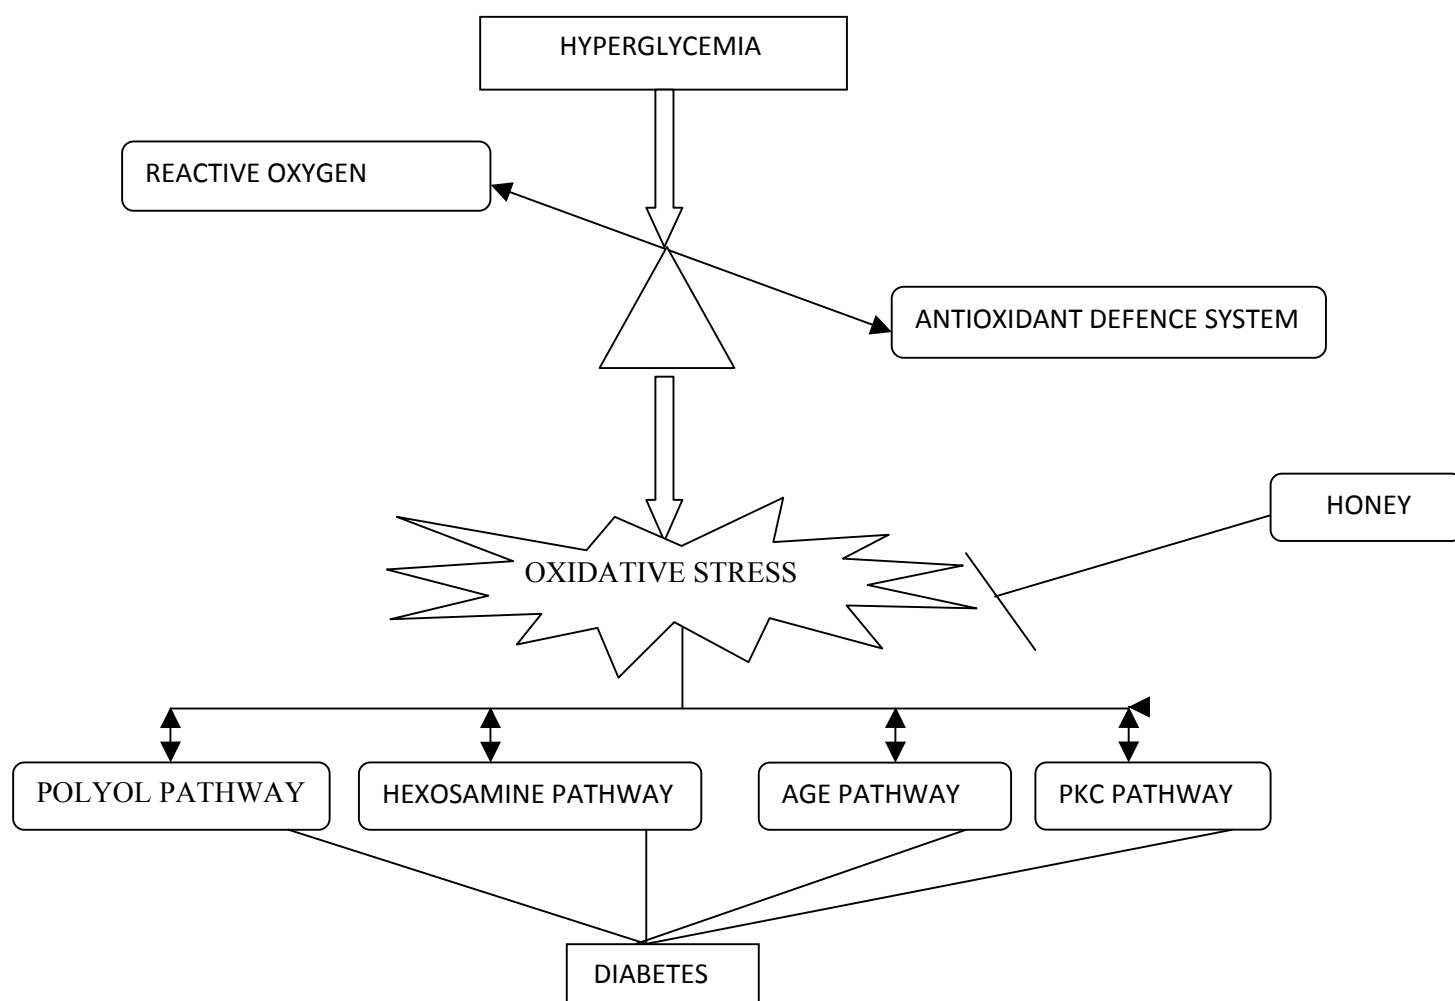 HYPERGLYCEMIA
REACTIVE OXYGEN
ANTIOXIDANT DEFENCE SYSTEM
HONEY
OXIDATIVE STRESS
POLYOL PATHWAY
HEXOSAMINE PATHWAY
AGE PATHWAY
PKC PATHWAY
DIABETES